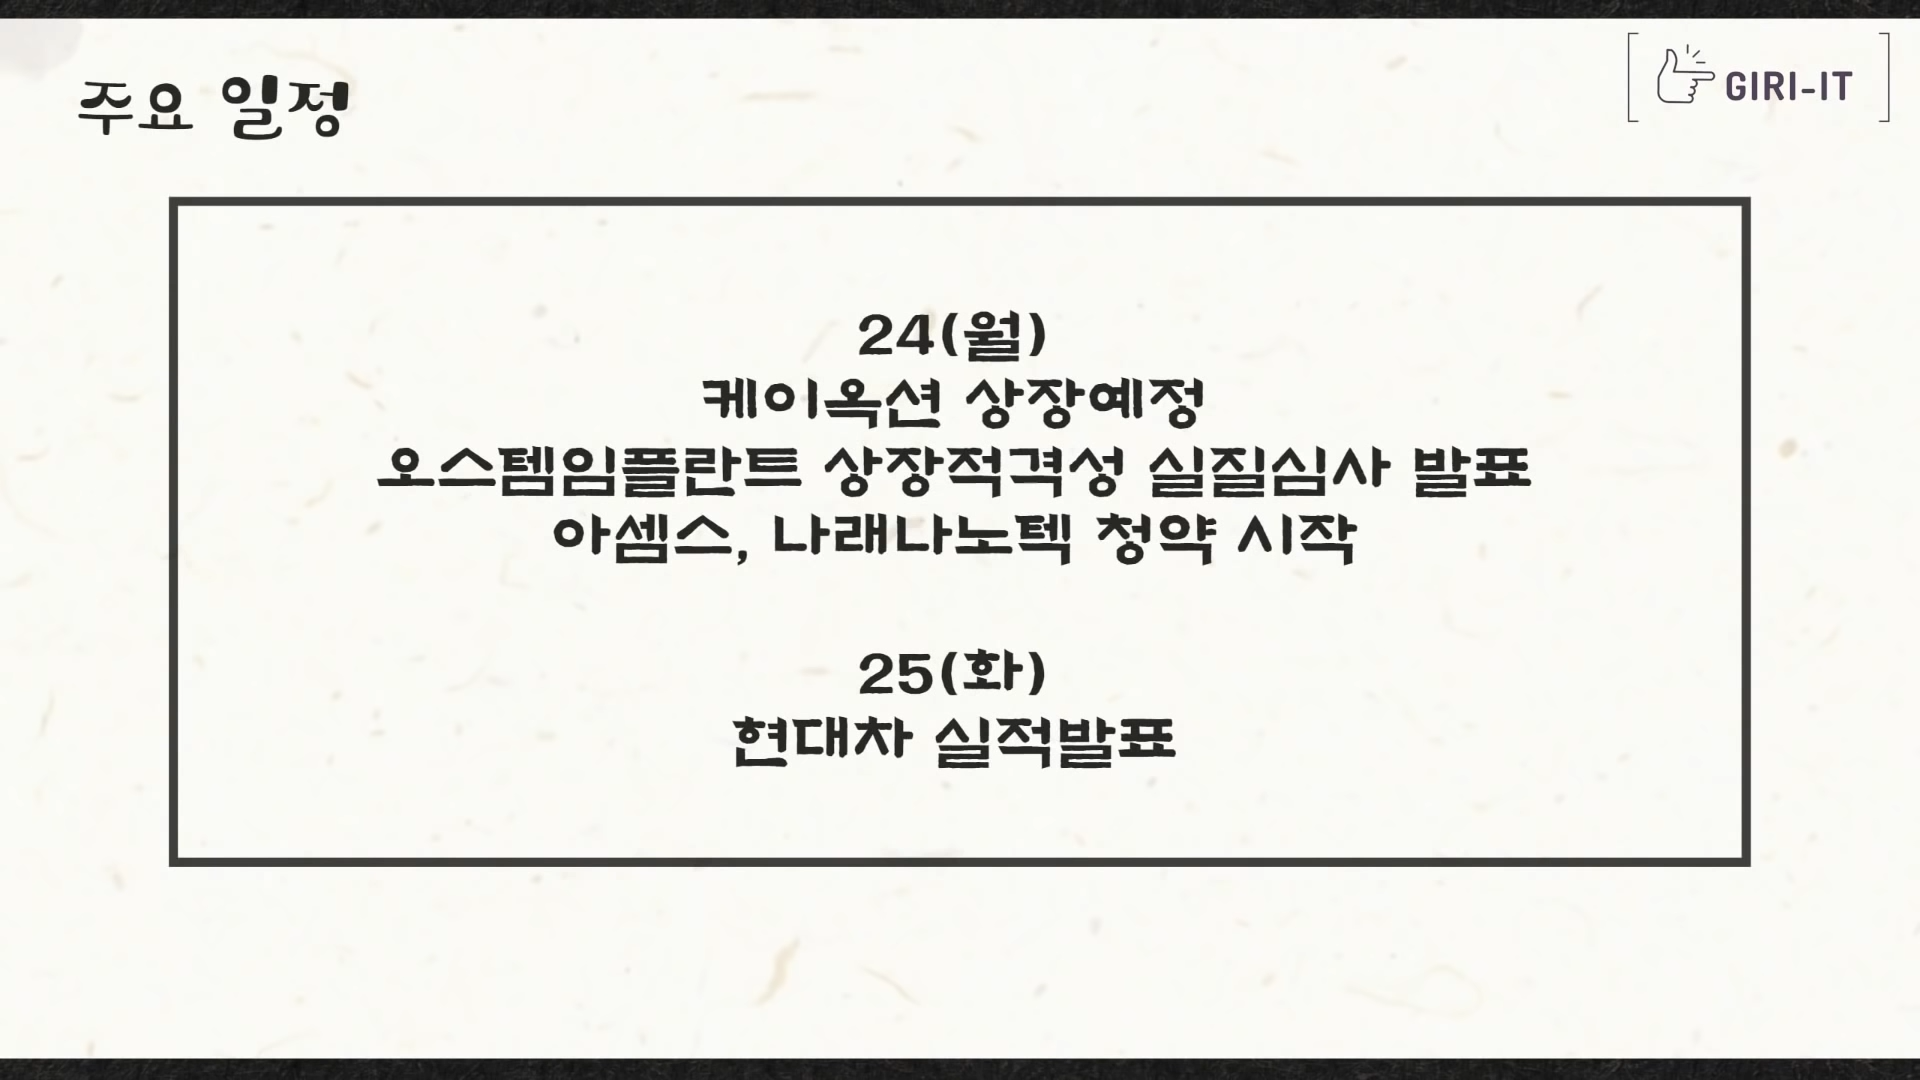 주요 일정
GIRI-IT
24(월)
케이옥션 상장예정
오스템임플란트 상장적격성 실질심사 발표
아셈스, 나래나노텍 청약 시작
25(화)
현대차 실적발표